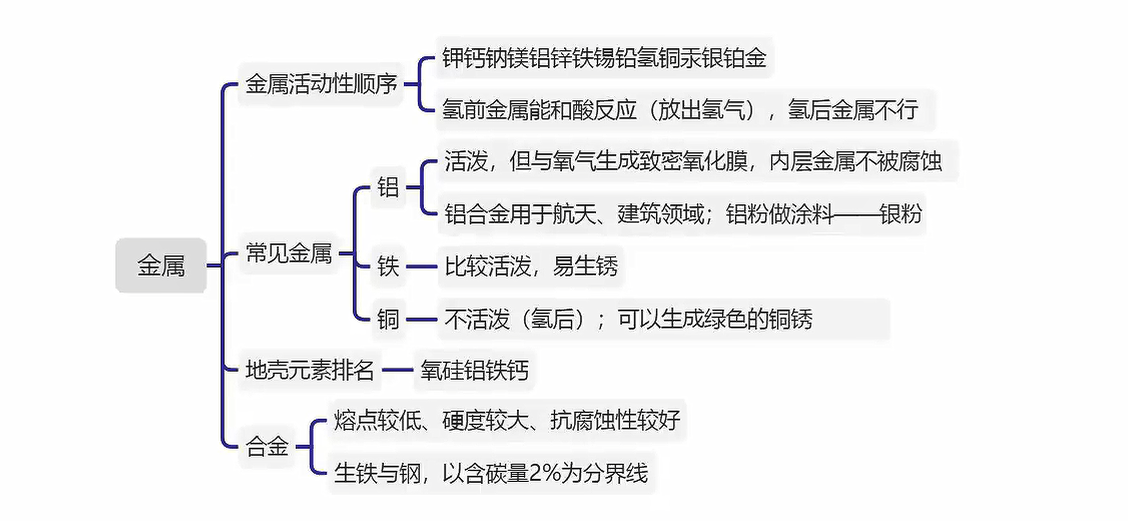 金属活动性顺序
钾钙钠镁铝锌铁锡铅氢铜汞银铂金
氢前金属能和酸反应（放出氢气），氢后金属不行
金属
常见金属
铝
活泼，但与氧气生成致密氧化膜，内层金属不被腐蚀
铝合金用于航天、建筑领域；铝粉做涂料——银粉
铁
比较活泼，易生锈
铜
不活泼（氢后）；可以生成绿色的铜锈
地壳元素排名
氧硅铝铁钙
合金
熔点较低、硬度较大、抗腐蚀性较好
生铁与钢，以含碳量2%为分界线